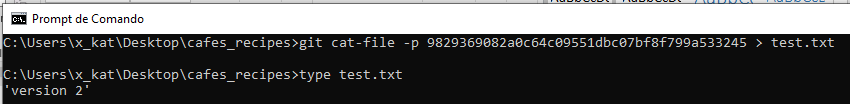 Prompt de Comando
C:\Users\x_kat\Desktop\cafes_recipes>git cat-file -p 9829369082a0c64c09551dbc07bf8f799a533245 > test.txt
C:\Users\x_kat\Desktop\cafes_recipes>type test.txt
'version 2'